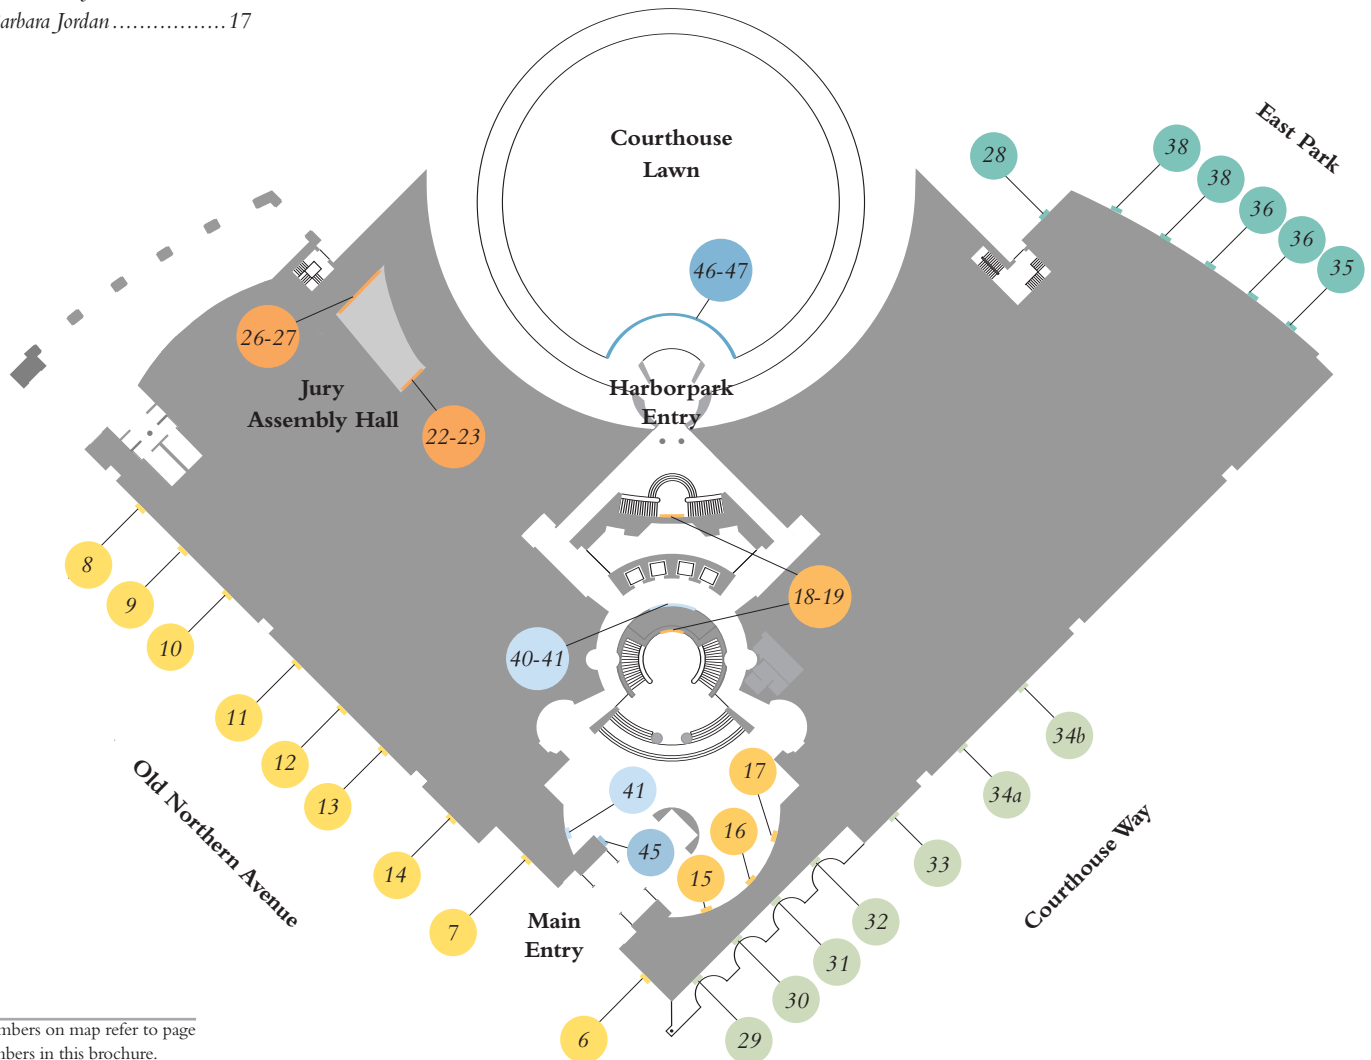 arbara Jordan.................17
East Park
Courthouse
Lawn
28
38
38
36
36
35
46-47
26-27
Jury
Assembly Hall
22-23
Harborpark
Entry
8
9
10
18-19
40-41
11
12
13
14
7
Old Northern Avenue
17
41
16
45
15
34b
34a
33
32
31
30
29
Courthouse Way
Main
Entry
6
mbers on map refer to page
mbers in this brochure.